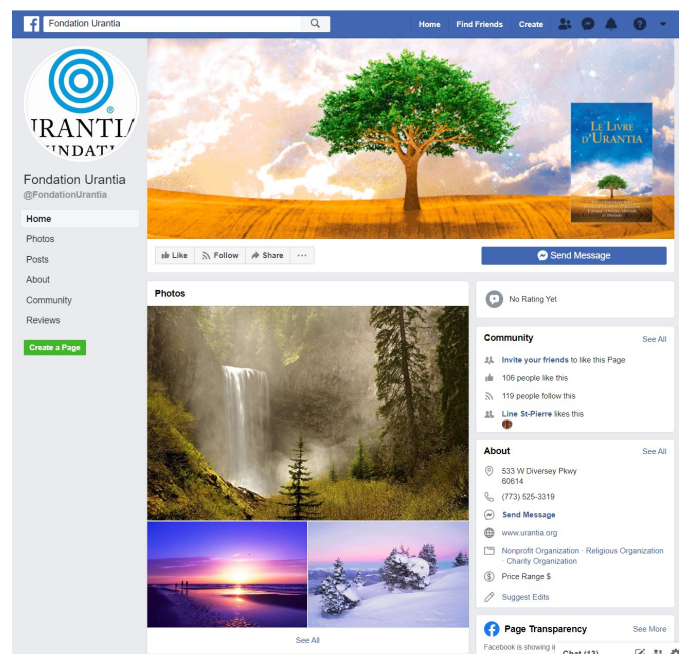 Fondation Urantia
Home
Find Friends
Create
URANTIA
Fondation Urantia
@FondationUrantia
Home
Photos
Posts
About
Community
Reviews
Create a Page
LE LIVRE
D'URANTIA
Like
Follow
Share
Send Message
Photos
See All
No Rating Yet
Community
See All
Invite your friends to like this Page
106 people like this
119 people follow this
Line St-Pierre likes this
About
See All
533 W Diversey Pkwy
60614
(773) 525-3319
Send Message
www.urantia.org
Nonprofit Organization · Religious Organization
· Charity Organization
Price Range $
Suggest Edits
Page Transparency
See More
Facebook is showing
Chat (13)